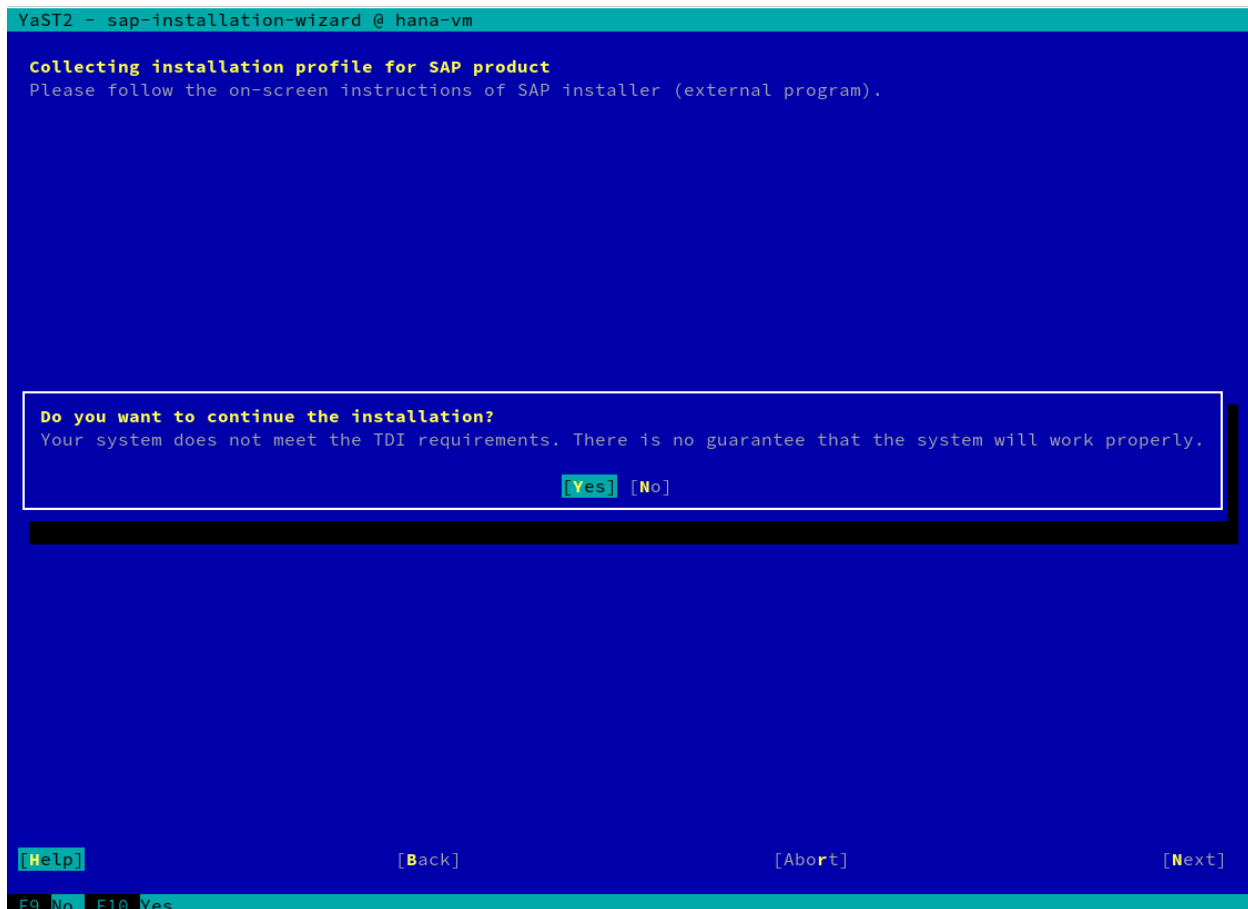 YaST2 - sap-installation-wizard @ hana-vm
Collecting installation profile for SAP product
Please follow the on-screen instructions of SAP installer (external program).
Do you want to continue the installation?
Your system does not meet the TDI requirements. There is no guarantee that the system will work properly.
[Yes] [No]
[Help] [Back] [Abort] [Next]
F9 No F10 Yes